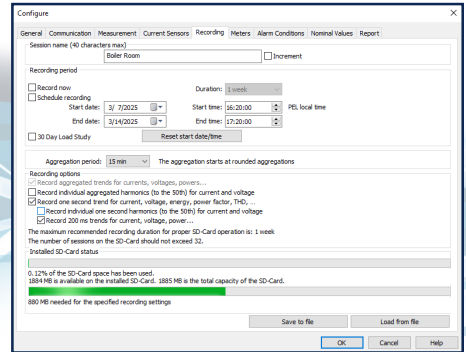 Configure
General Communication Measurement Current Sensors Recording Meters Alarm Conditions Nominal Values Report
Session name (40 characters max)
Boiler Room Increment
Recording period
Record now Duration: 1 week
Schedule recording
Start date: 3/ 7/2025 Start time: 16:20:00 PEL local time
End date: 3/14/2025 End time: 17:20:00
30 Day Load Study Reset start date/time
Aggregation period: 15 min The aggregation starts at rounded aggregations
Recording options
Record aggregated trends for currents, voltages, powers...
Record individual aggregated harmonics (to the 50th) for current and voltage
Record one second trend for current, voltage, energy, power factor, THD, ...
Record individual one second harmonics (to the 50th) for current and voltage
Record 200 ms trends for current, voltage, power...
The maximum recommended recording duration for proper SD-Card operation is: 1 week
The number of sessions on the SD-Card should not exceed 32.
Installed SD-Card status
0.12% of the SD-Card space has been used.
1884 MB is available on the installed SD-Card. 1885 MB is the total capacity of the SD-Card.
880 MB needed for the specified recording settings
Save to file Load from file
OK Cancel Help